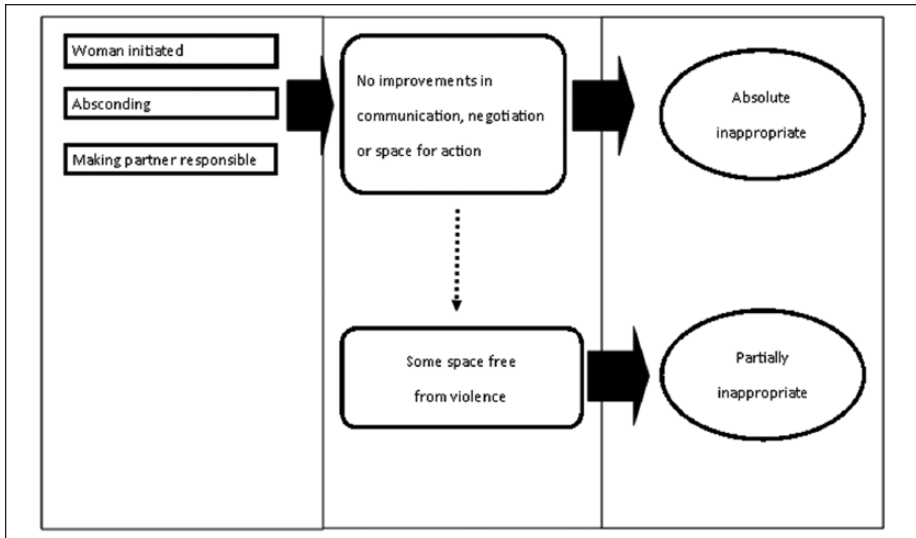 Woman initiated
Absconding
Making partner responsible
No improvements in
communication, negotiation
or space for action
Absolute
inappropriate
Some space free
from violence
Partially
inappropriate